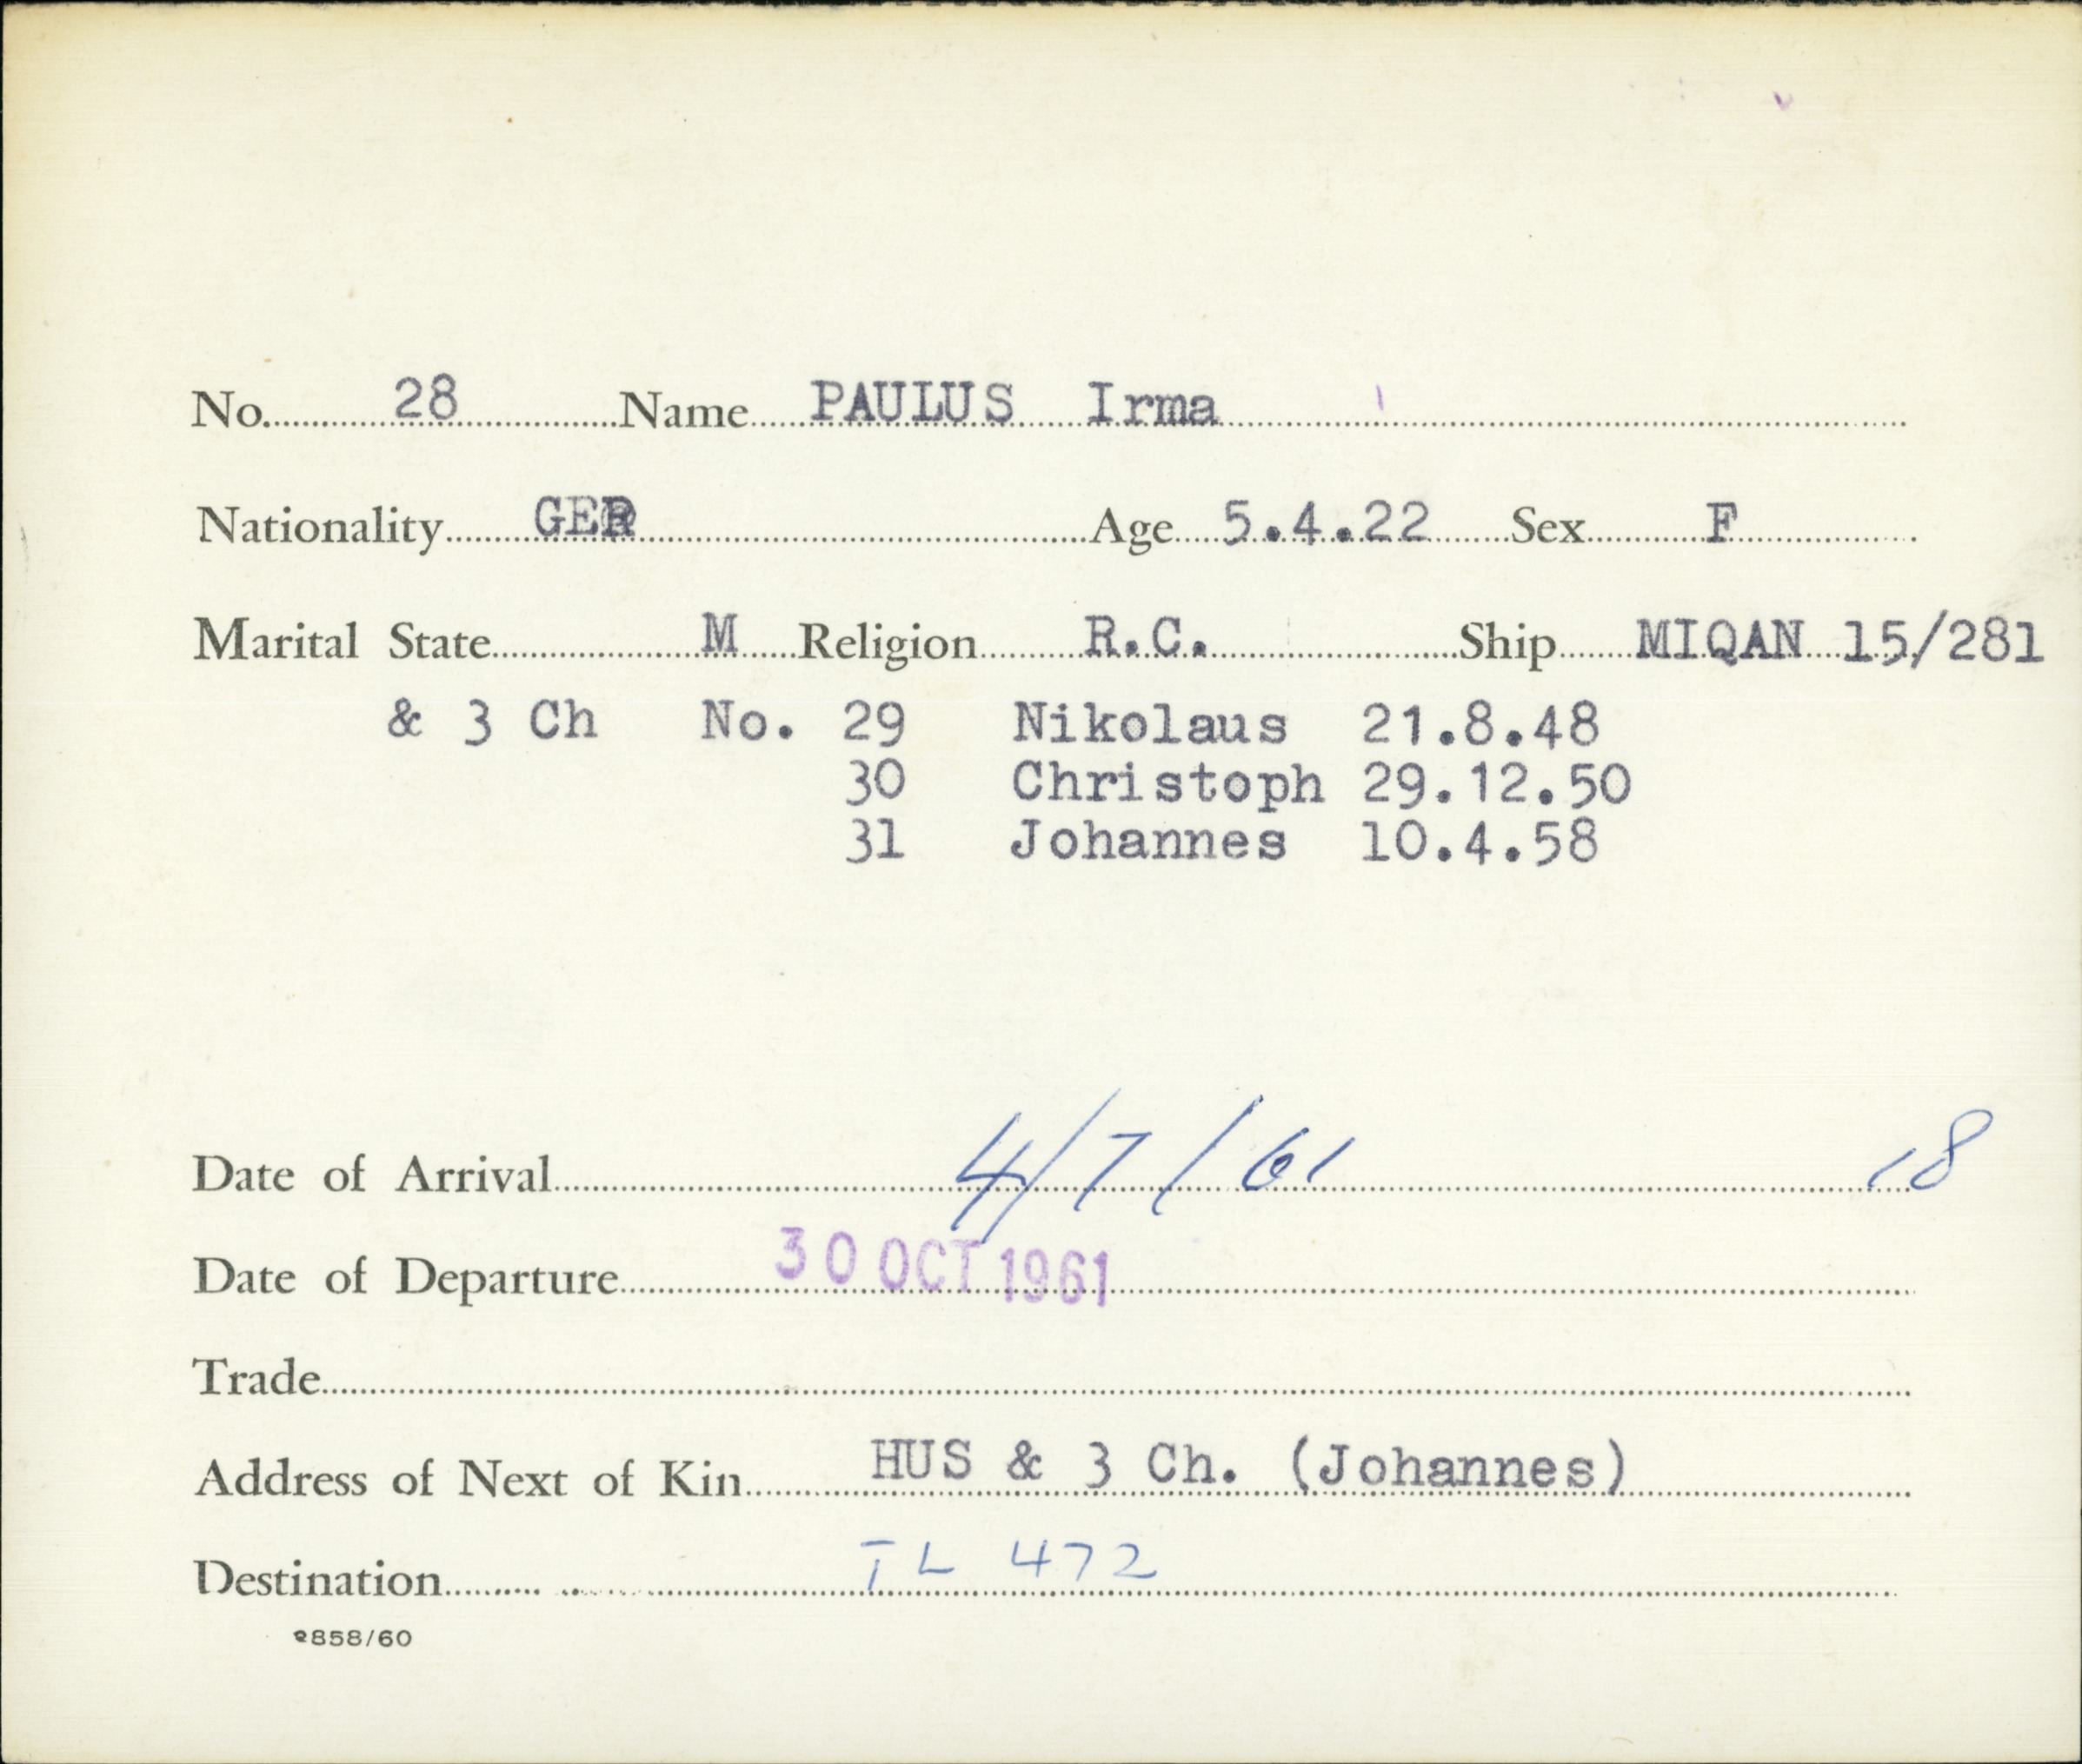 No. 28 Name PAULUS Irma
Nationality GER Age 5.4.22 Sex F
Marital State M Religion R.C. Ship MIQAN 15/281
& 3 Ch No. 29 Nikolaus 21.8.48
30 Christoph 29.12.50
31 Johannes 10.4.58
Date of Arrival 4/7/61 18
Date of Departure 30 OCT 1961
Trade
Address of Next of Kin HUS & 3 Ch. (Johannes)
Destination TL 472
2858/60